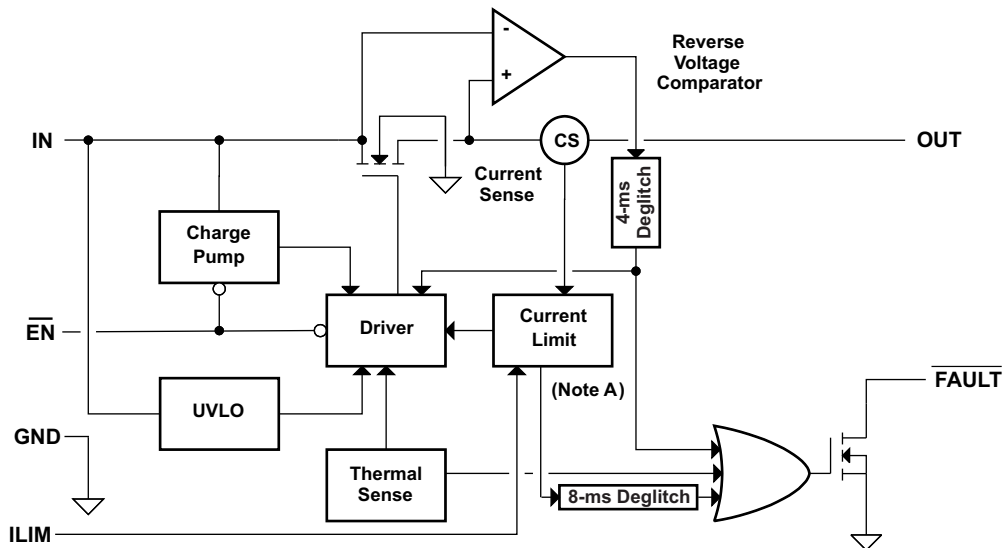 -
+
Reverse
Voltage
Comparator
IN
CS
OUT
Current
Sense
4-ms
Deglitch
Charge
Pump
EN
Driver
Current
Limit
(Note A)
FAULT
UVLO
GND
Thermal
Sense
8-ms Deglitch
ILIM